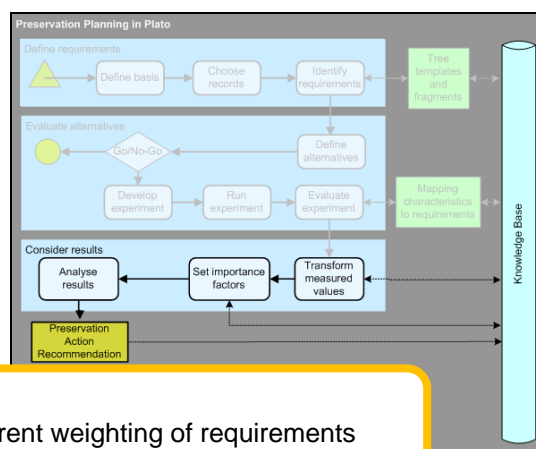 Preservation Planning in Plato
Define requirements
Define basis
Choose
records
Identify
requirements
Tree
templates
and
fragments
Evaluate alternatives
Go/No-Go
Define
alternatives
Develop
experiment
Run
experiment
Evaluate
experiment
Mapping
characteristics
to requirements
Knowledge Base
Consider results
Analyse
results
Set importance
factors
Transform
measured
values
Preservation
Action
Recommendation
rent weighting of requirements